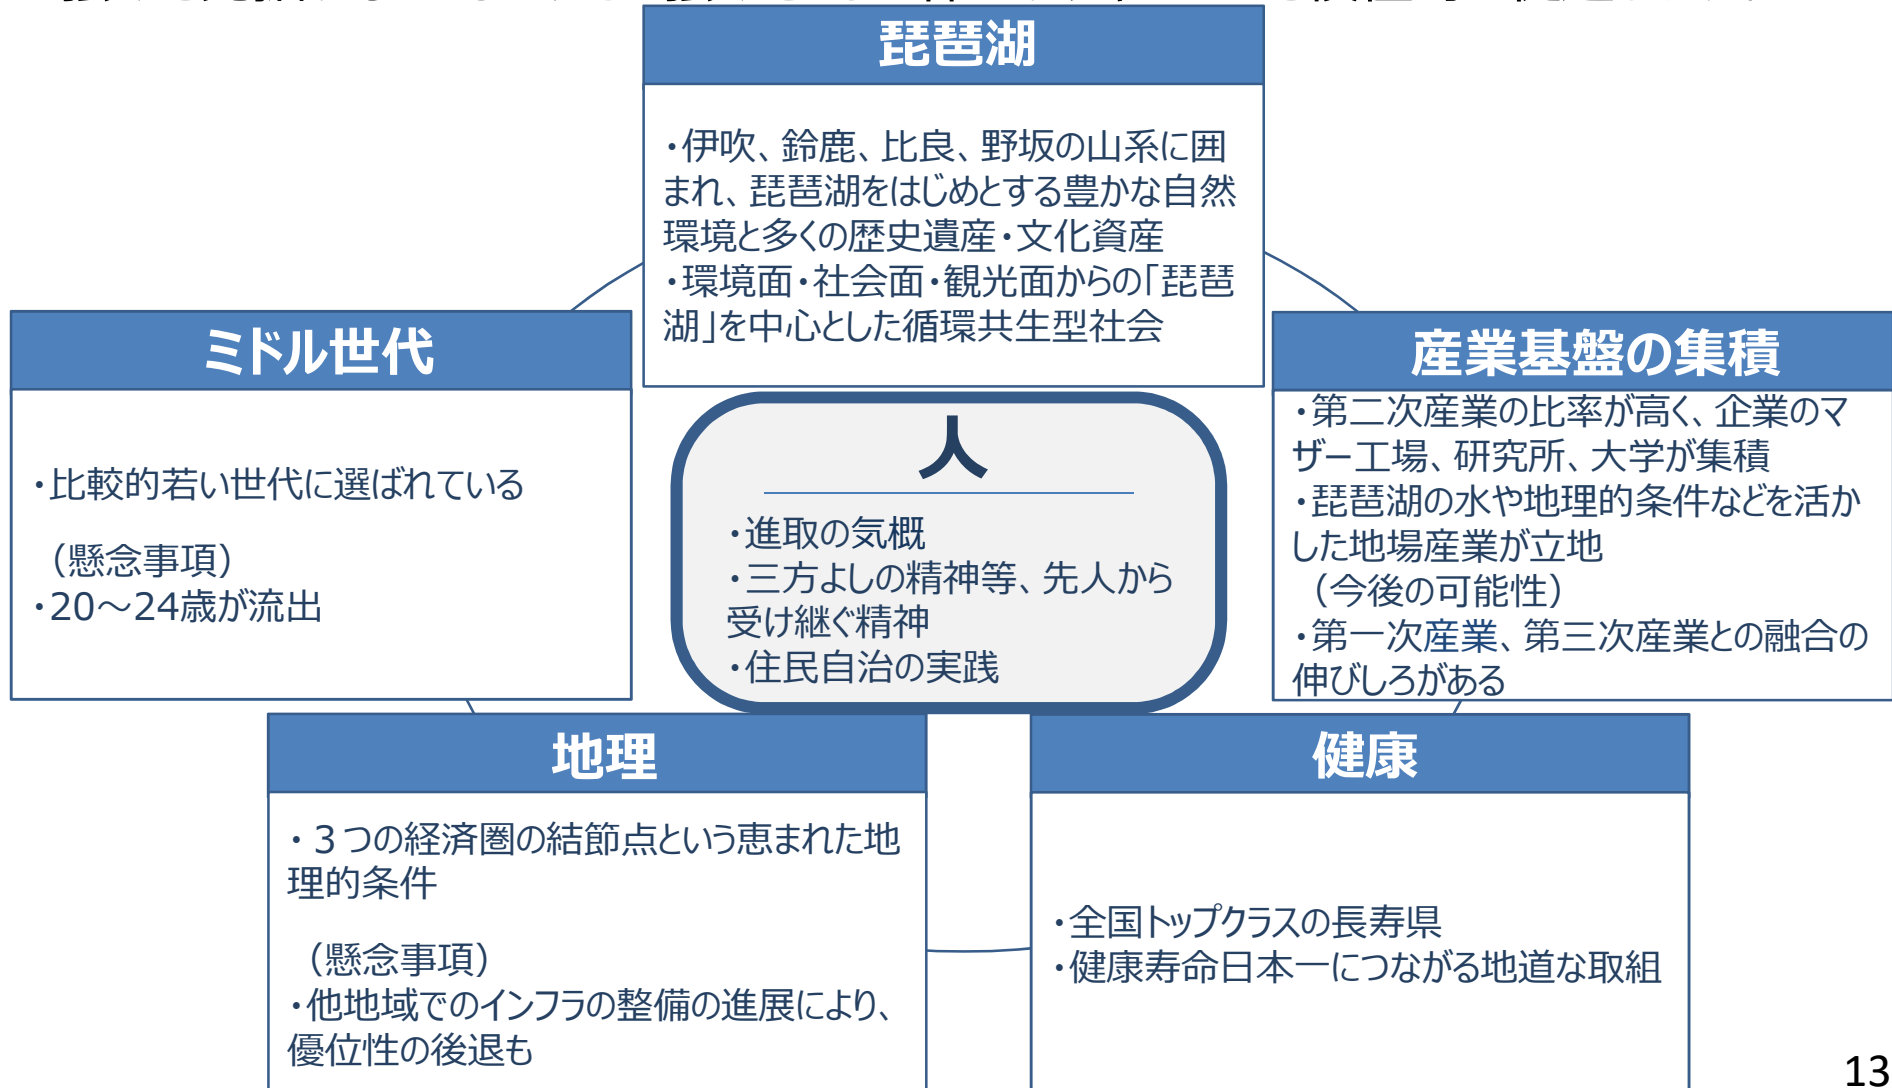 琵琶湖
・伊吹、鈴鹿、比良、野坂の山系に囲
まれ、琵琶湖をはじめとする豊かな自然
環境と多くの歴史遺産・文化資産
・環境面・社会面・観光面からの「琵琶
湖」を中心とした循環共生型社会
ミドル世代
・比較的若い世代に選ばれている
（懸念事項）
・20～24歳が流出
人
・進取の気概
・三方よしの精神等、先人から
受け継ぐ精神
・住民自治の実践
産業基盤の集積
・第二次産業の比率が高く、企業のマ
ザー工場、研究所、大学が集積
・琵琶湖の水や地理的条件などを活か
した地場産業が立地
（今後の可能性）
・第一次産業、第三次産業との融合の
伸びしろがある
地理
・３つの経済圏の結節点という恵まれた地
理的条件
（懸念事項）
・他地域でのインフラの整備の進展により、
優位性の後退も
健康
・全国トップクラスの長寿県
・健康寿命日本一につながる地道な取組
13